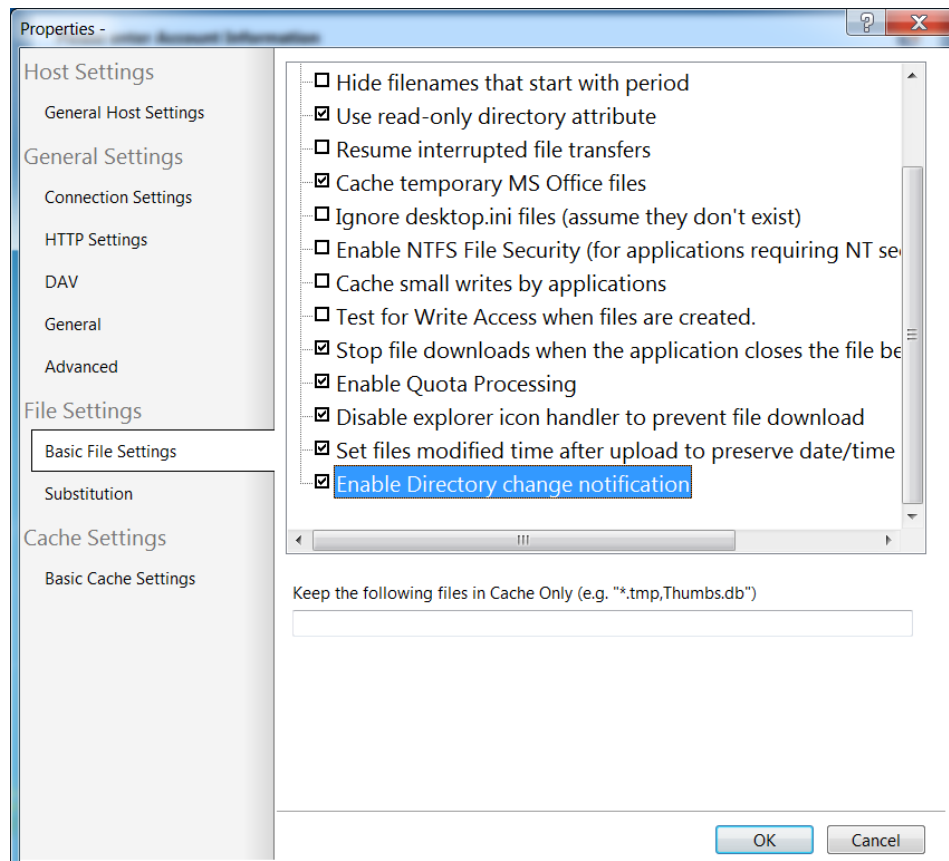 Properties -
Host Settings
General Host Settings
General Settings
Connection Settings
HTTP Settings
DAV
General
Advanced
File Settings
Basic File Settings
Substitution
Cache Settings
Basic Cache Settings
Hide filenames that start with period
Use read-only directory attribute
Resume interrupted file transfers
Cache temporary MS Office files
Ignore desktop.ini files (assume they don't exist)
Enable NTFS File Security (for applications requiring NT se
Cache small writes by applications
Test for Write Access when files are created.
Stop file downloads when the application closes the file be
Enable Quota Processing
Disable explorer icon handler to prevent file download
Set files modified time after upload to preserve date/time
Enable Directory change notification
Keep the following files in Cache Only (e.g. "*.tmp,Thumbs.db")
OK
Cancel